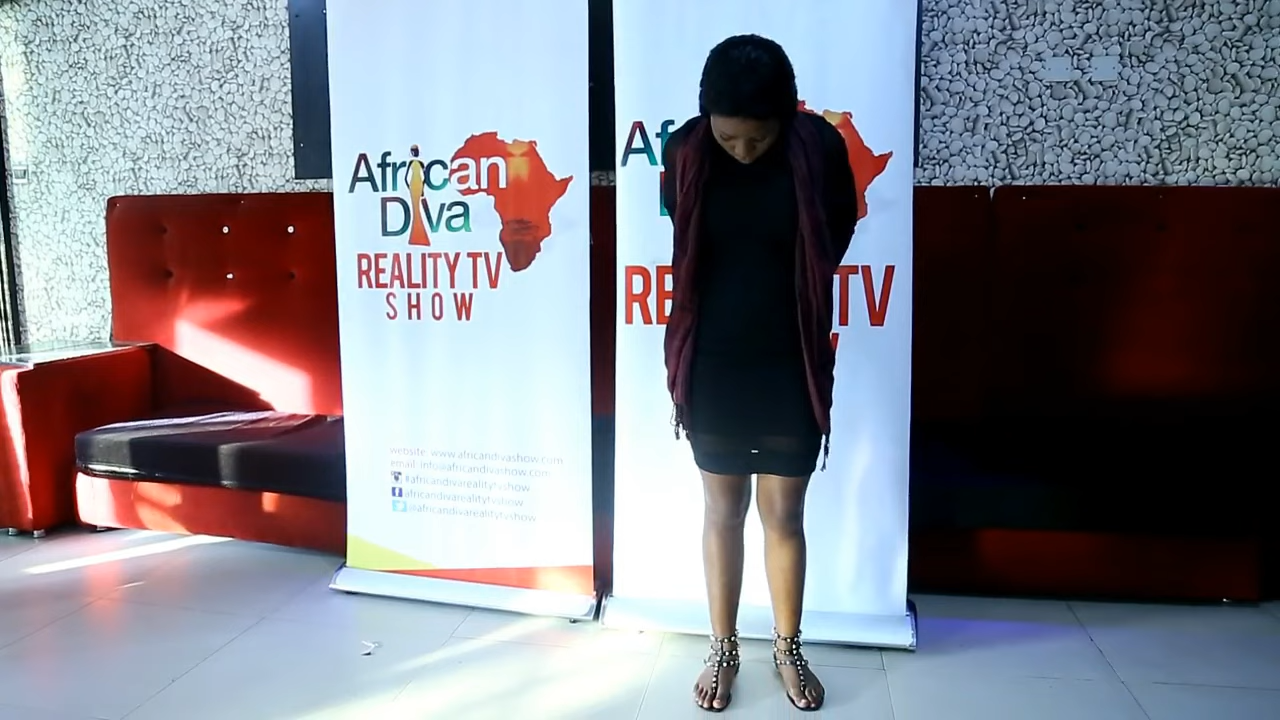 African
Diva
REALITY TV
SHOW
website: www.africandivashow.com
email: info@africandivashow.com
#africandivarealitytvshow
africandivarealitytvshow
@africandivarealitytvshow
Af
RE TV